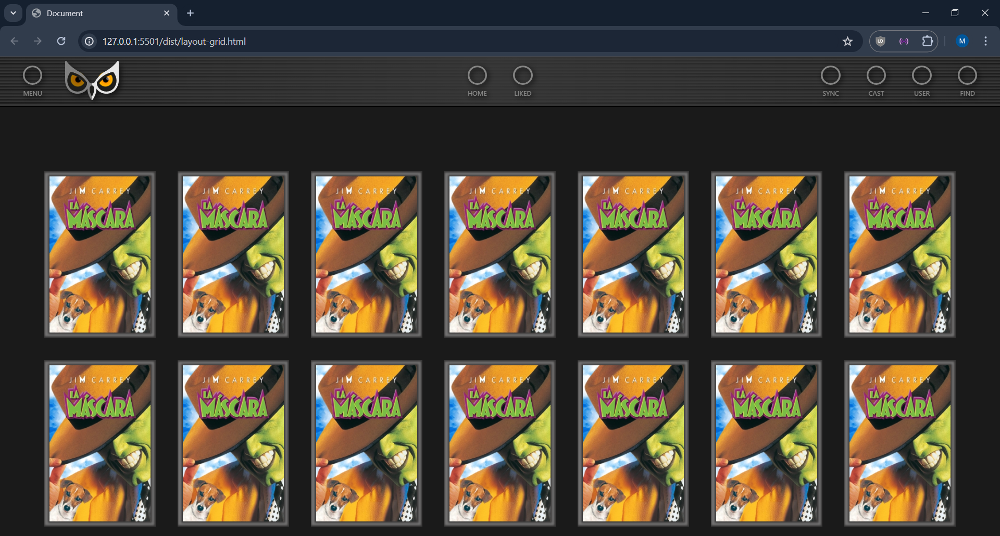 Document
127.0.0.1:5501/dist/layout-grid.html
M
MENU
HOME
LIKED
SYNC
CAST
USER
FIND
JIM CARREY
LA
MÁSCARA
JIM CARREY
LA
MÁSCARA
JIM CARREY
LA
MÁSCARA
JIM CARREY
LA
MÁSCARA
JIM CARREY
LA
MÁSCARA
JIM CARREY
LA
MÁSCARA
JIM CARREY
LA
MÁSCARA
JIM CARREY
LA
MÁSCARA
JIM CARREY
LA
MÁSCARA
JIM CARREY
LA
MÁSCARA
JIM CARREY
LA
MÁSCARA
JIM CARREY
LA
MÁSCARA
JIM CARREY
LA
MÁSCARA
JIM CARREY
LA
MÁSCARA